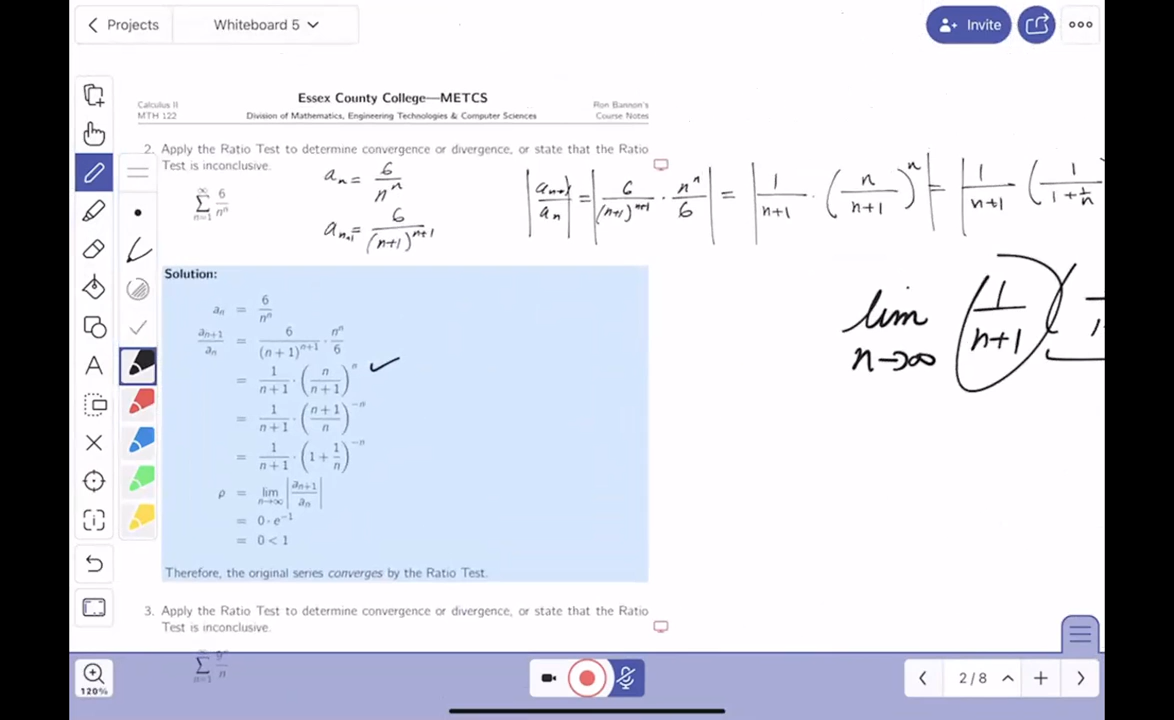 Projects
Whiteboard 5
Invite
Calculus II
MTH 122
Essex County College—METCS
Division of Mathematics, Engineering Technologies & Computer Sciences
Ron Bannon's
Course Notes
2. Apply the Ratio Test to determine convergence or divergence, or state that the Ratio
Test is inconclusive.
∑_{n=1}^{∞} 6/n^n
a_n = 6/n^n
a_{n+1} = 6/(n+1)^{n+1}
|a_{n+1}/a_n| = |6/(n+1)^{n+1} · n^n/6| = |1/(n+1) · (n/(n+1))^n| = |1/(n+1) (1/(1+1/n)
lim n→∞ (1/(n+1)) (
Solution:
a_n = 6/n^n
a_{n+1}/a_n = 6/(n+1)^{n+1} · n^n/6
= 1/(n+1) · (n/(n+1))^n ✓
= 1/(n+1) · ((n+1)/n)^{-n}
= 1/(n+1) · (1 + 1/n)^{-n}
ρ = lim_{n→∞} |a_{n+1}/a_n|
= 0 · e^{-1}
= 0 < 1
Therefore, the original series converges by the Ratio Test.
3. Apply the Ratio Test to determine convergence or divergence, or state that the Ratio
Test is inconclusive.
120%
2/8